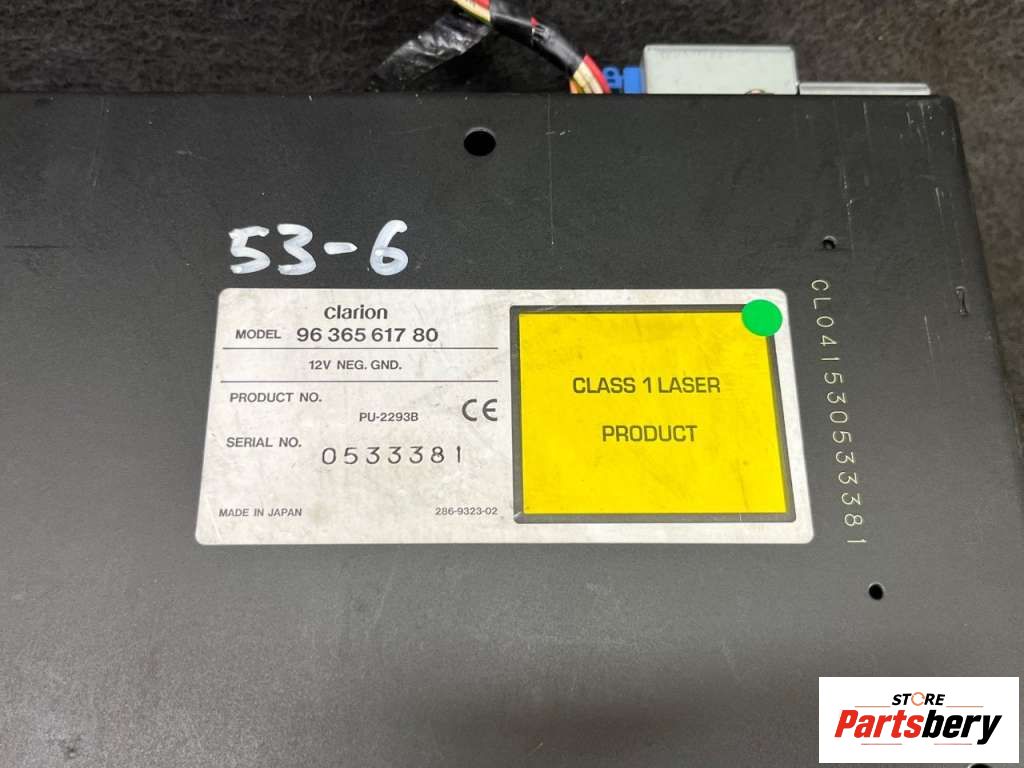 53-6
clarion
MODEL 96 365 617 80
12V NEG. GND.
PRODUCT NO.
PU-2293B
CE
SERIAL NO.
0533381
MADE IN JAPAN
286-9323-02
CLASS 1 LASER
PRODUCT
CL041530533381
STORE
Partsbery